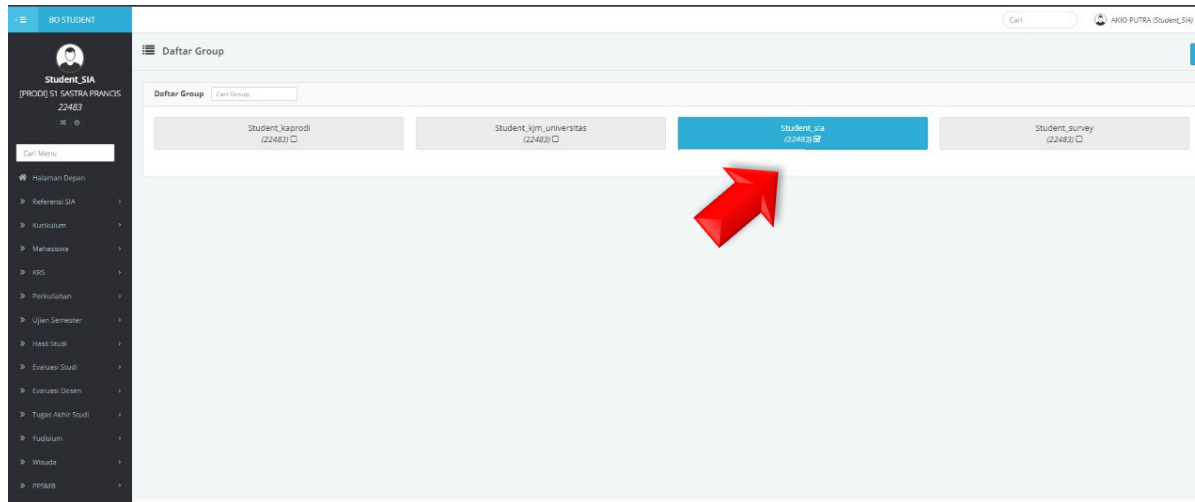 BO STUDENT
Cari
AKIO PUTRA (Student_SIA)
Student_SIA
[PRODI] S1 SASTRA PRANCIS
22483
Cari Menu
Halaman Depan
Referensi SIA
Kurikulum
Mahasiswa
KRS
Perkuliahan
Ujian Semester
Hasil Studi
Evaluasi Studi
Evaluasi Dosen
Tugas Akhir Studi
Yudisium
Wisuda
PPSMB
Daftar Group
Daftar Group Cari Group..
Student_kaprodi
(22483)
Student_kjm_universitas
(22483)
Student_sia
(22483)
Student_survey
(22483)